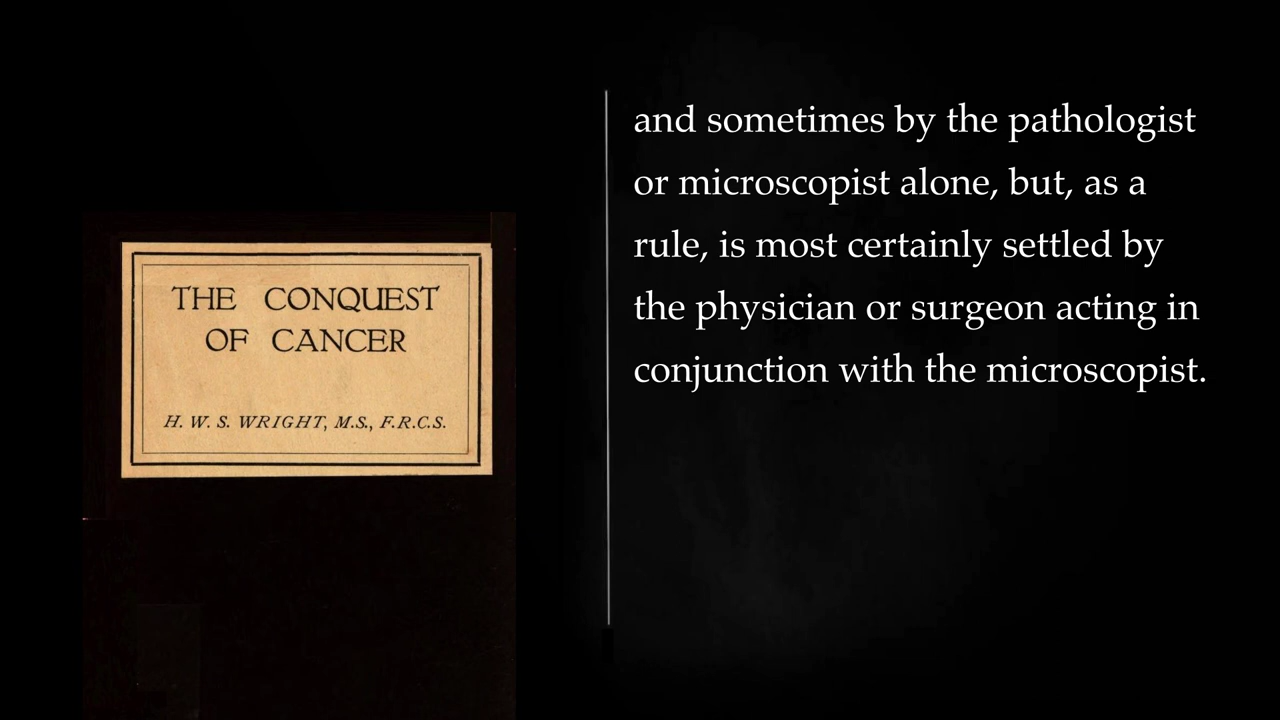 THE CONQUEST
OF CANCER
H. W. S. WRIGHT, M.S., F.R.C.S.
and sometimes by the pathologist
or microscopist alone, but, as a
rule, is most certainly settled by
the physician or surgeon acting in
conjunction with the microscopist.